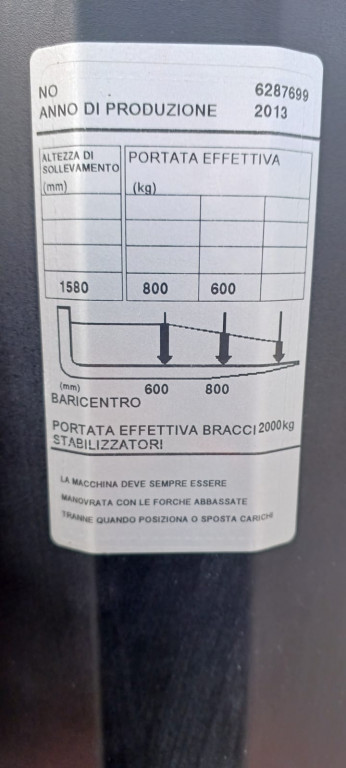 NO 6287699
ANNO DI PRODUZIONE 2013
ALTEZZA DI
SOLLEVAMENTO
(mm)
PORTATA EFFETTIVA
(kg)
1580 800 600
(mm) 600 800
BARICENTRO
PORTATA EFFETTIVA BRACCI 2000kg
STABILIZZATORI
LA MACCHINA DEVE SEMPRE ESSERE
MANOVRATA CON LE FORCHE ABBASSATE
TRANNE QUANDO POSIZIONA O SPOSTA CARICHI